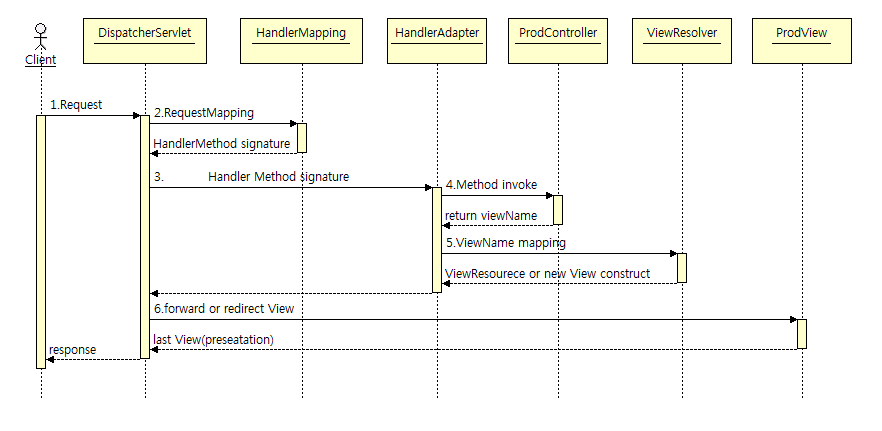 DispatcherServlet
HandlerMapping
HandlerAdapter
ProdController
ViewResolver
ProdView
Client
1.Request
2.RequestMapping
HandlerMethod signature
3. Handler Method signature
4.Method invoke
return viewName
5.ViewName mapping
ViewResourece or new View construct
6.forward or redirect View
last View(preseatation)
response